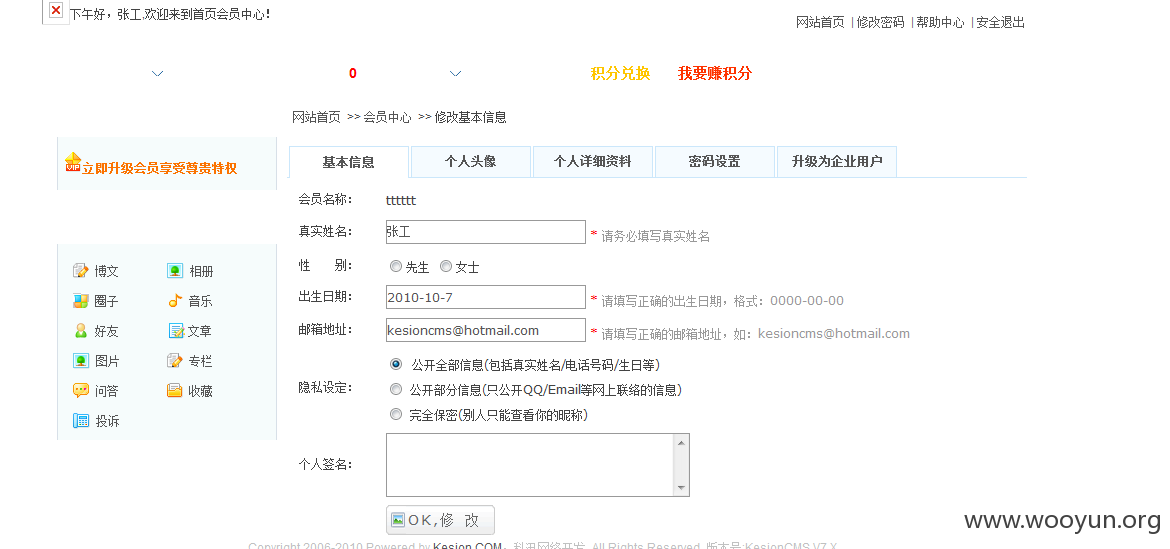 下午好，张工,欢迎来到首页会员中心！
网站首页 | 修改密码 | 帮助中心 | 安全退出
0 积分兑换 我要赚积分
网站首页 >> 会员中心 >> 修改基本信息
VIP 立即升级会员享受尊贵特权
基本信息 个人头像 个人详细资料 密码设置 升级为企业用户
会员名称： tttttt
真实姓名： 张工 * 请务必填写真实姓名
性 别： 先生 女士
出生日期： 2010-10-7 * 请填写正确的出生日期，格式：0000-00-00
邮箱地址： kesioncms@hotmail.com * 请填写正确的邮箱地址，如：kesioncms@hotmail.com
隐私设定：
公开全部信息(包括真实姓名/电话号码/生日等)
公开部分信息(只公开QQ/Email等网上联络的信息)
完全保密(别人只能查看你的昵称)
个人签名：
OK,修 改
博文 相册
圈子 音乐
好友 文章
图片 专栏
问答 收藏
投诉
Copyright 2006-2010 Powered by Kesion.COM，科讯网络开发 All Rights Reserved. 版本号:KesionCMS V7.X
www.wooyun.org